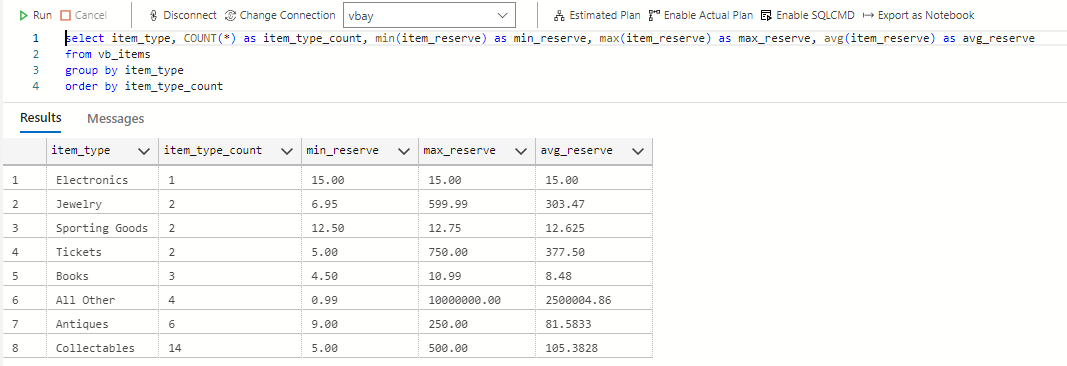 Run Cancel Disconnect Change Connection vbay Estimated Plan Enable Actual Plan Enable SQLCMD Export as Notebook
1 select item_type, COUNT(*) as item_type_count, min(item_reserve) as min_reserve, max(item_reserve) as max_reserve, avg(item_reserve) as avg_reserve
2 from vb_items
3 group by item_type
4 order by item_type_count
Results Messages
item_type item_type_count min_reserve max_reserve avg_reserve
1 Electronics 1 15.00 15.00 15.00
2 Jewelry 2 6.95 599.99 303.47
3 Sporting Goods 2 12.50 12.75 12.625
4 Tickets 2 5.00 750.00 377.50
5 Books 3 4.50 10.99 8.48
6 All Other 4 0.99 10000000.00 2500004.86
7 Antiques 6 9.00 250.00 81.5833
8 Collectables 14 5.00 500.00 105.3828